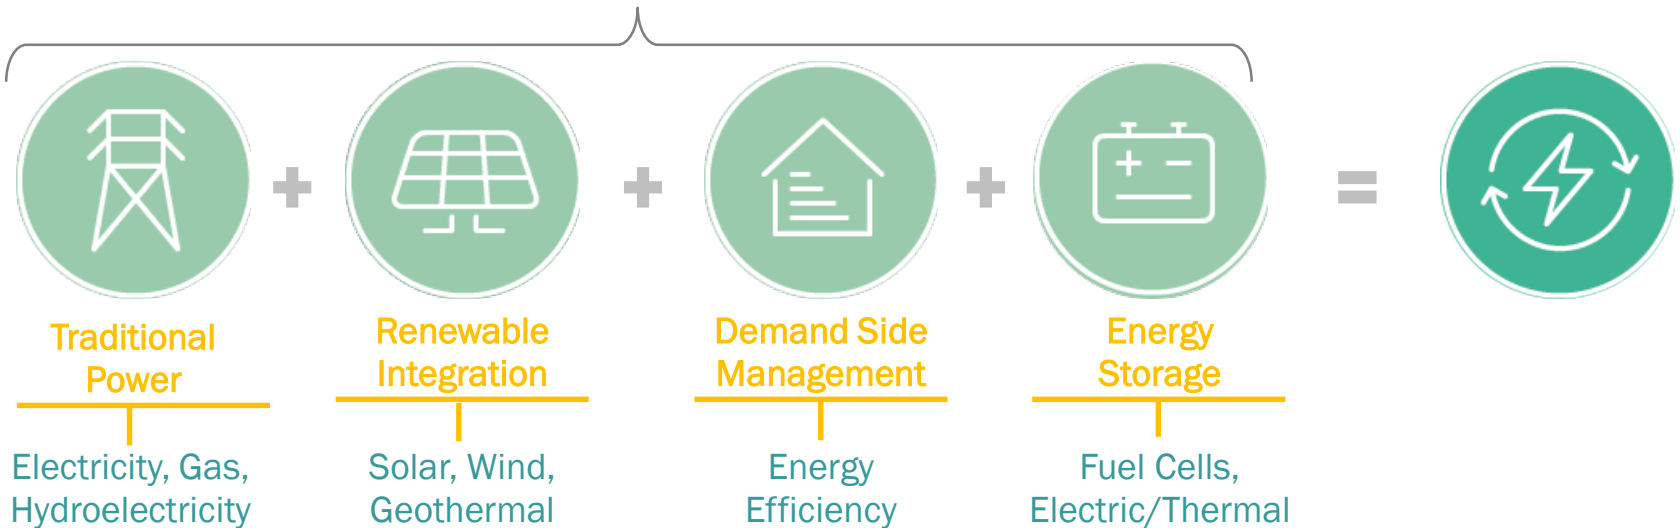 Traditional
Power
Renewable
Integration
Demand Side
Management
Energy
Storage
Electricity, Gas,
Hydroelectricity
Solar, Wind,
Geothermal
Energy
Efficiency
Fuel Cells,
Electric/Thermal